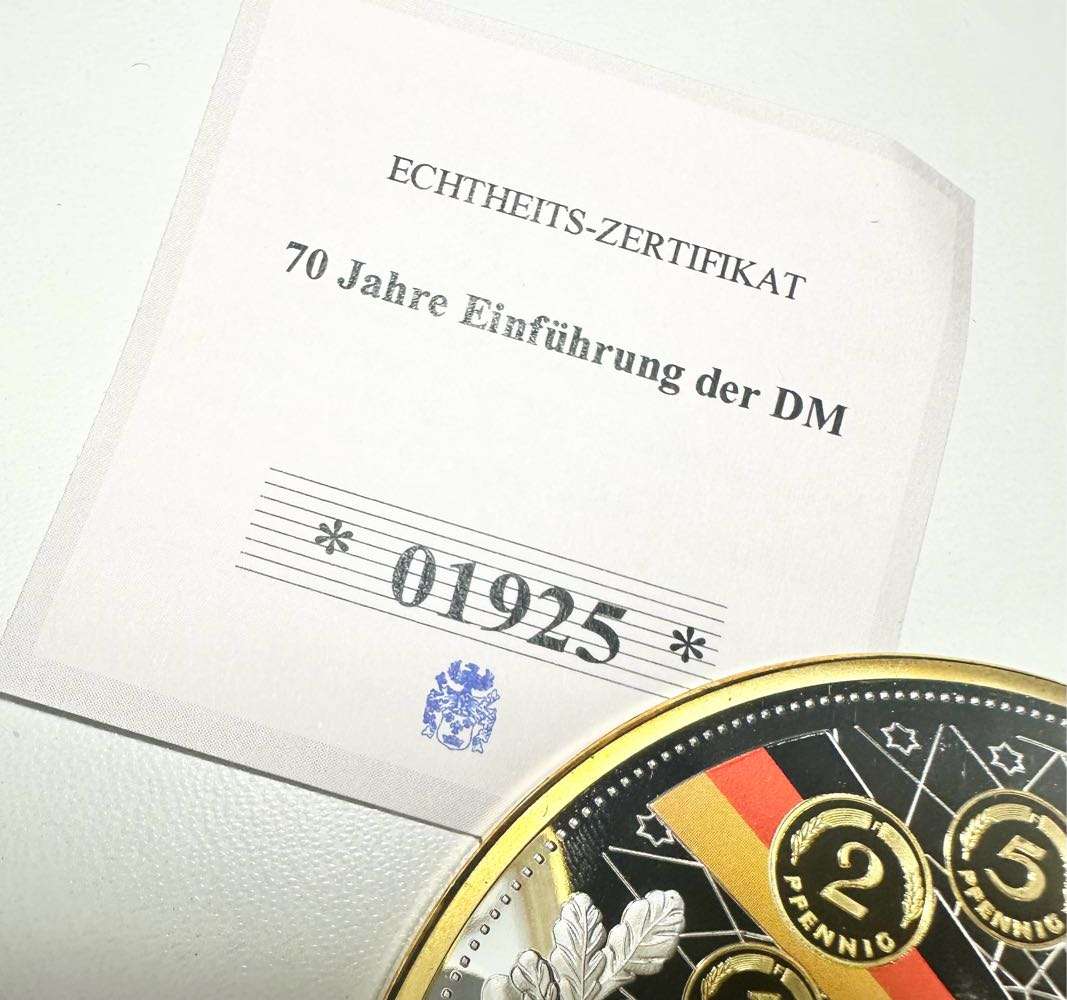 ECHTHEITS-ZERTIFIKAT
70 Jahre Einführung der DM
* 01925 *
2
PFENNIG
F
5
PFENNIG
F